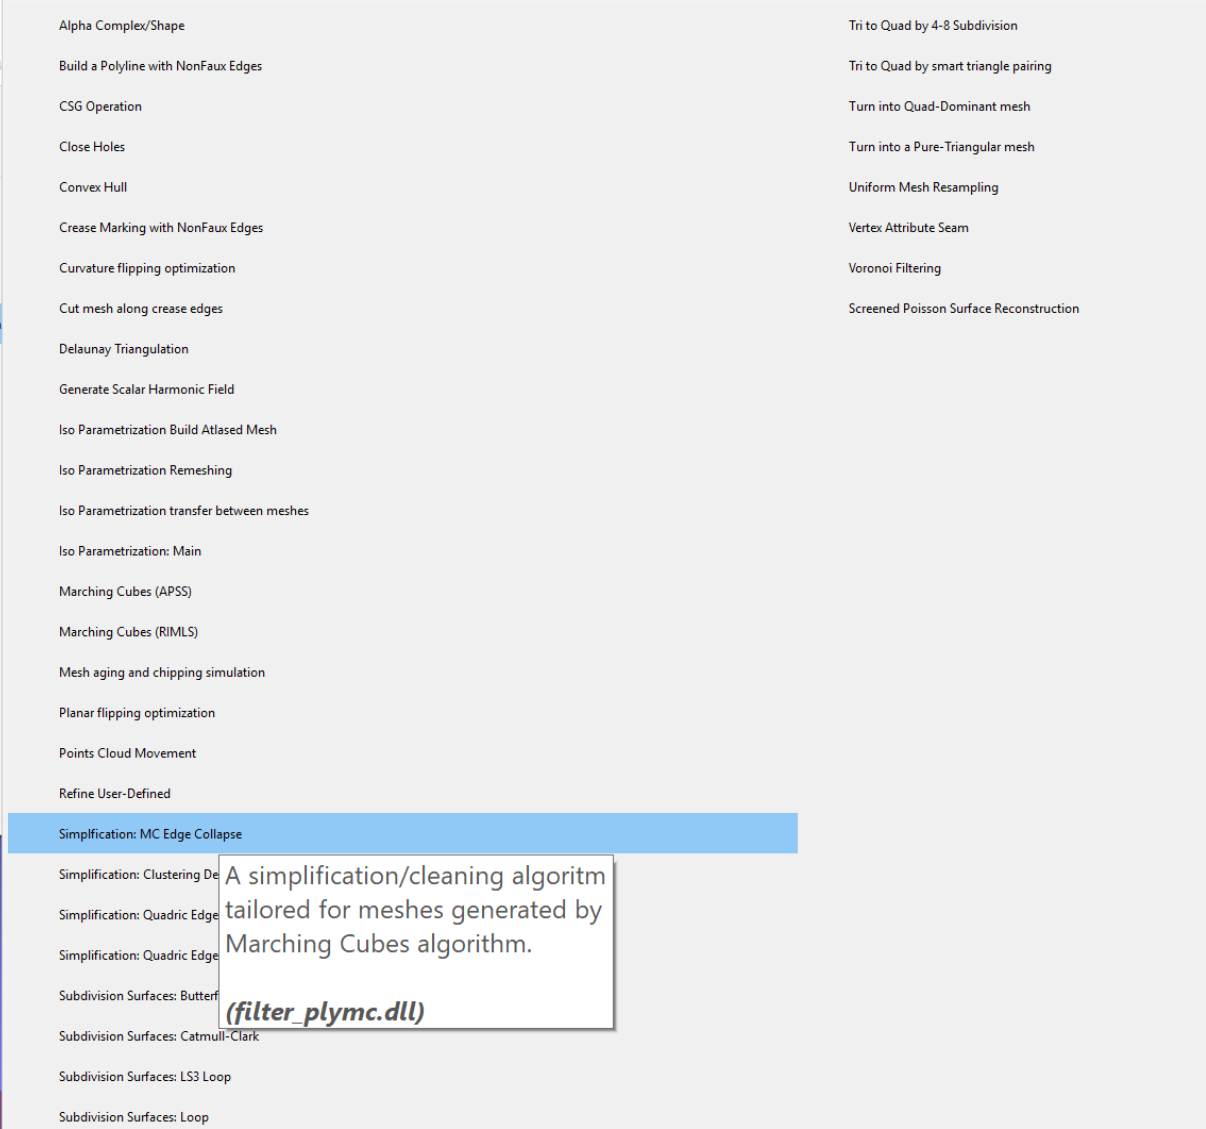 Alpha Complex/Shape
Build a Polyline with NonFaux Edges
CSG Operation
Close Holes
Convex Hull
Crease Marking with NonFaux Edges
Curvature flipping optimization
Cut mesh along crease edges
Delaunay Triangulation
Generate Scalar Harmonic Field
Iso Parametrization Build Atlased Mesh
Iso Parametrization Remeshing
Iso Parametrization transfer between meshes
Iso Parametrization: Main
Marching Cubes (APSS)
Marching Cubes (RIMLS)
Mesh aging and chipping simulation
Planar flipping optimization
Points Cloud Movement
Refine User-Defined
Simplfication: MC Edge Collapse
Simplification: Clustering De
Simplification: Quadric Edge
Simplification: Quadric Edge
Subdivision Surfaces: Butterf
Subdivision Surfaces: Catmull-Clark
Subdivision Surfaces: LS3 Loop
Subdivision Surfaces: Loop
A simplification/cleaning algoritm
tailored for meshes generated by
Marching Cubes algorithm.
(filter_plymc.dll)
Tri to Quad by 4-8 Subdivision
Tri to Quad by smart triangle pairing
Turn into Quad-Dominant mesh
Turn into a Pure-Triangular mesh
Uniform Mesh Resampling
Vertex Attribute Seam
Voronoi Filtering
Screened Poisson Surface Reconstruction